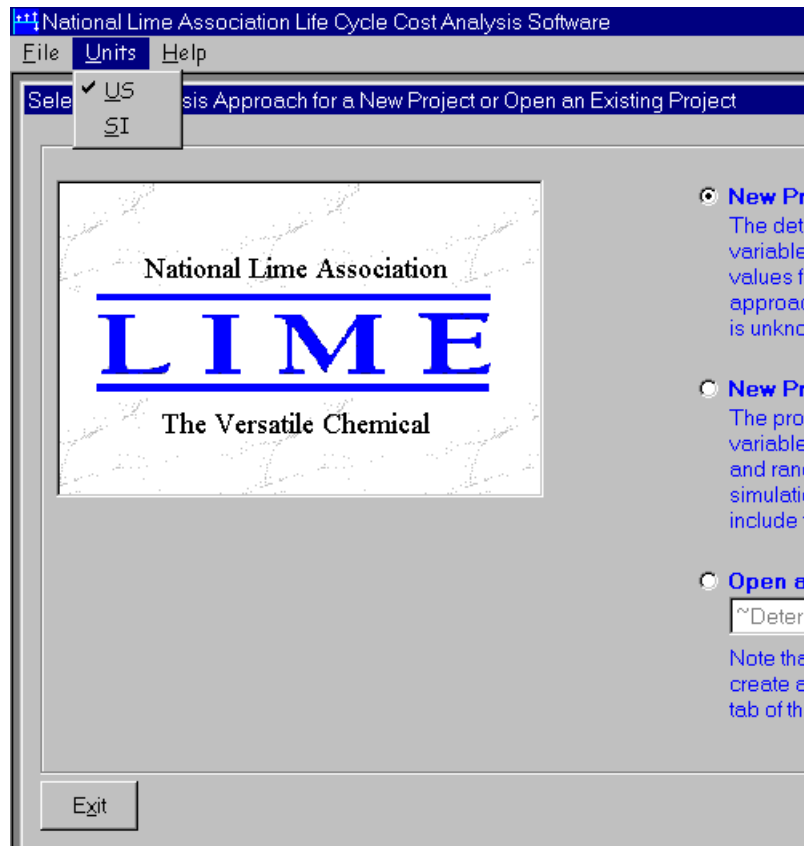 National Lime Association Life Cycle Cost Analysis Software
File Units Help
US
SI
Sele sis Approach for a New Project or Open an Existing Project
National Lime Association
LIME
The Versatile Chemical
New Pr
The det
variable
values f
approac
is unkno
New Pr
The pro
variable
and rand
simulatio
include
Open a
~Deter
Note tha
create a
tab of th
Exit